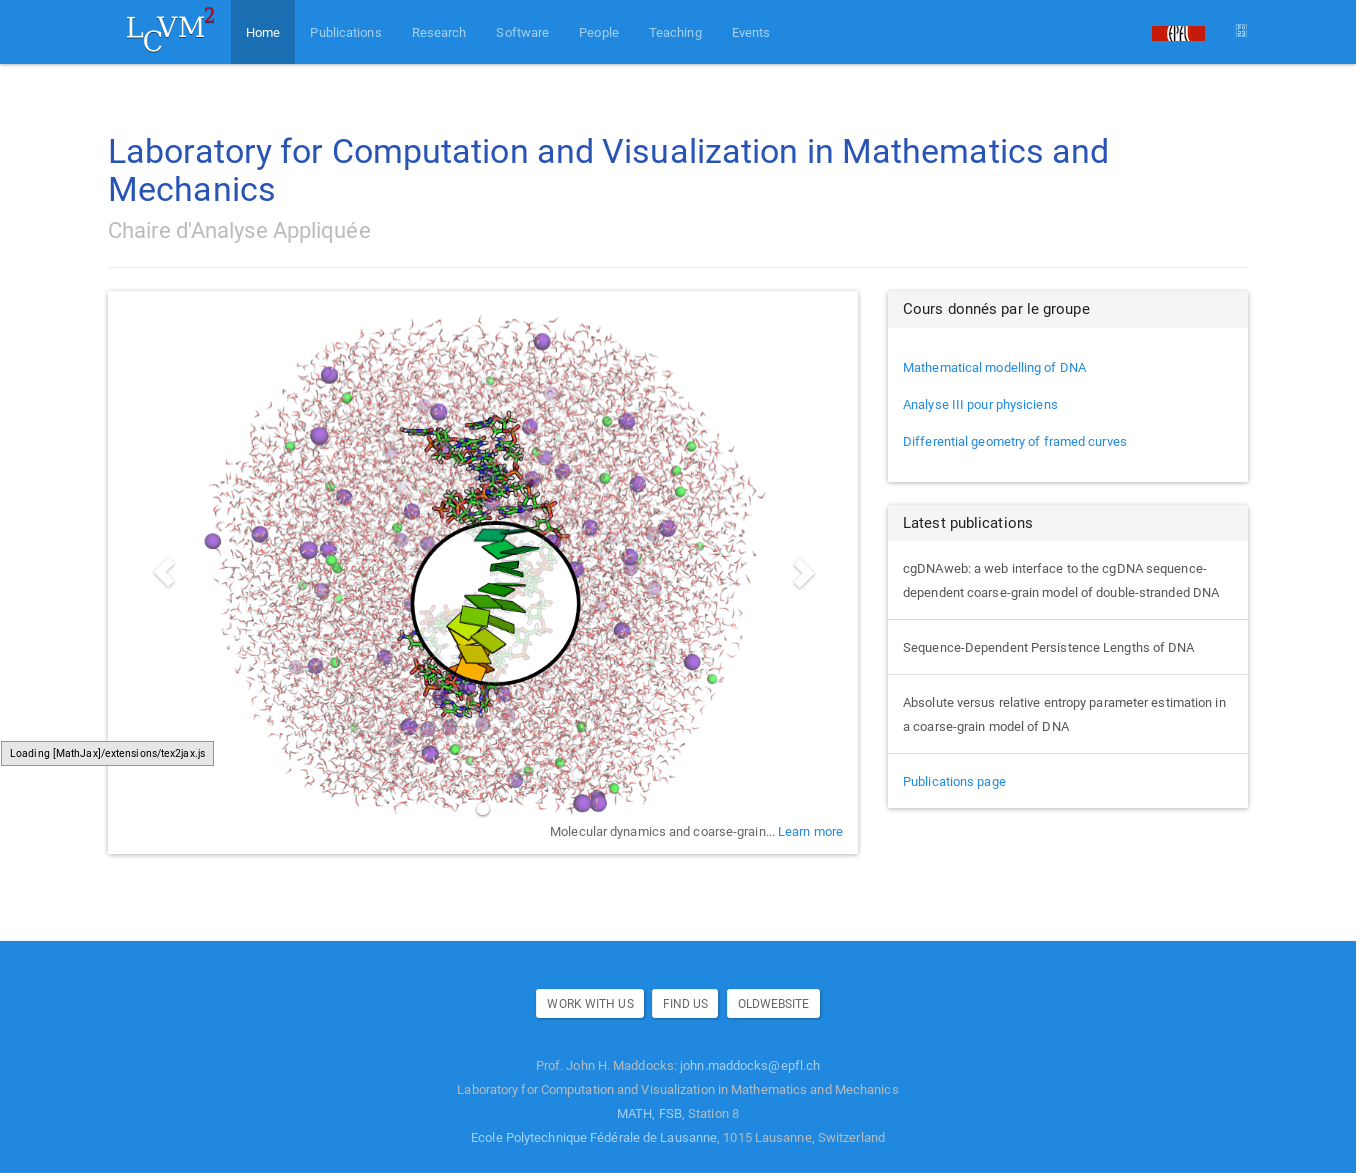 LCVM2 Home Publications Research Software People Teaching Events EPFL
Laboratory for Computation and Visualization in Mathematics and
Mechanics
Chaire d'Analyse Appliquée
Cours donnés par le groupe
Mathematical modelling of DNA
Analyse III pour physiciens
Differential geometry of framed curves
Latest publications
cgDNAweb: a web interface to the cgDNA sequence-
dependent coarse-grain model of double-stranded DNA
Sequence-Dependent Persistence Lengths of DNA
Absolute versus relative entropy parameter estimation in
a coarse-grain model of DNA
Publications page
Loading [MathJax]/extensions/tex2jax.js
Molecular dynamics and coarse-grain... Learn more
WORK WITH US FIND US OLDWEBSITE
Prof. John H. Maddocks: john.maddocks@epfl.ch
Laboratory for Computation and Visualization in Mathematics and Mechanics
MATH, FSB, Station 8
Ecole Polytechnique Fédérale de Lausanne, 1015 Lausanne, Switzerland